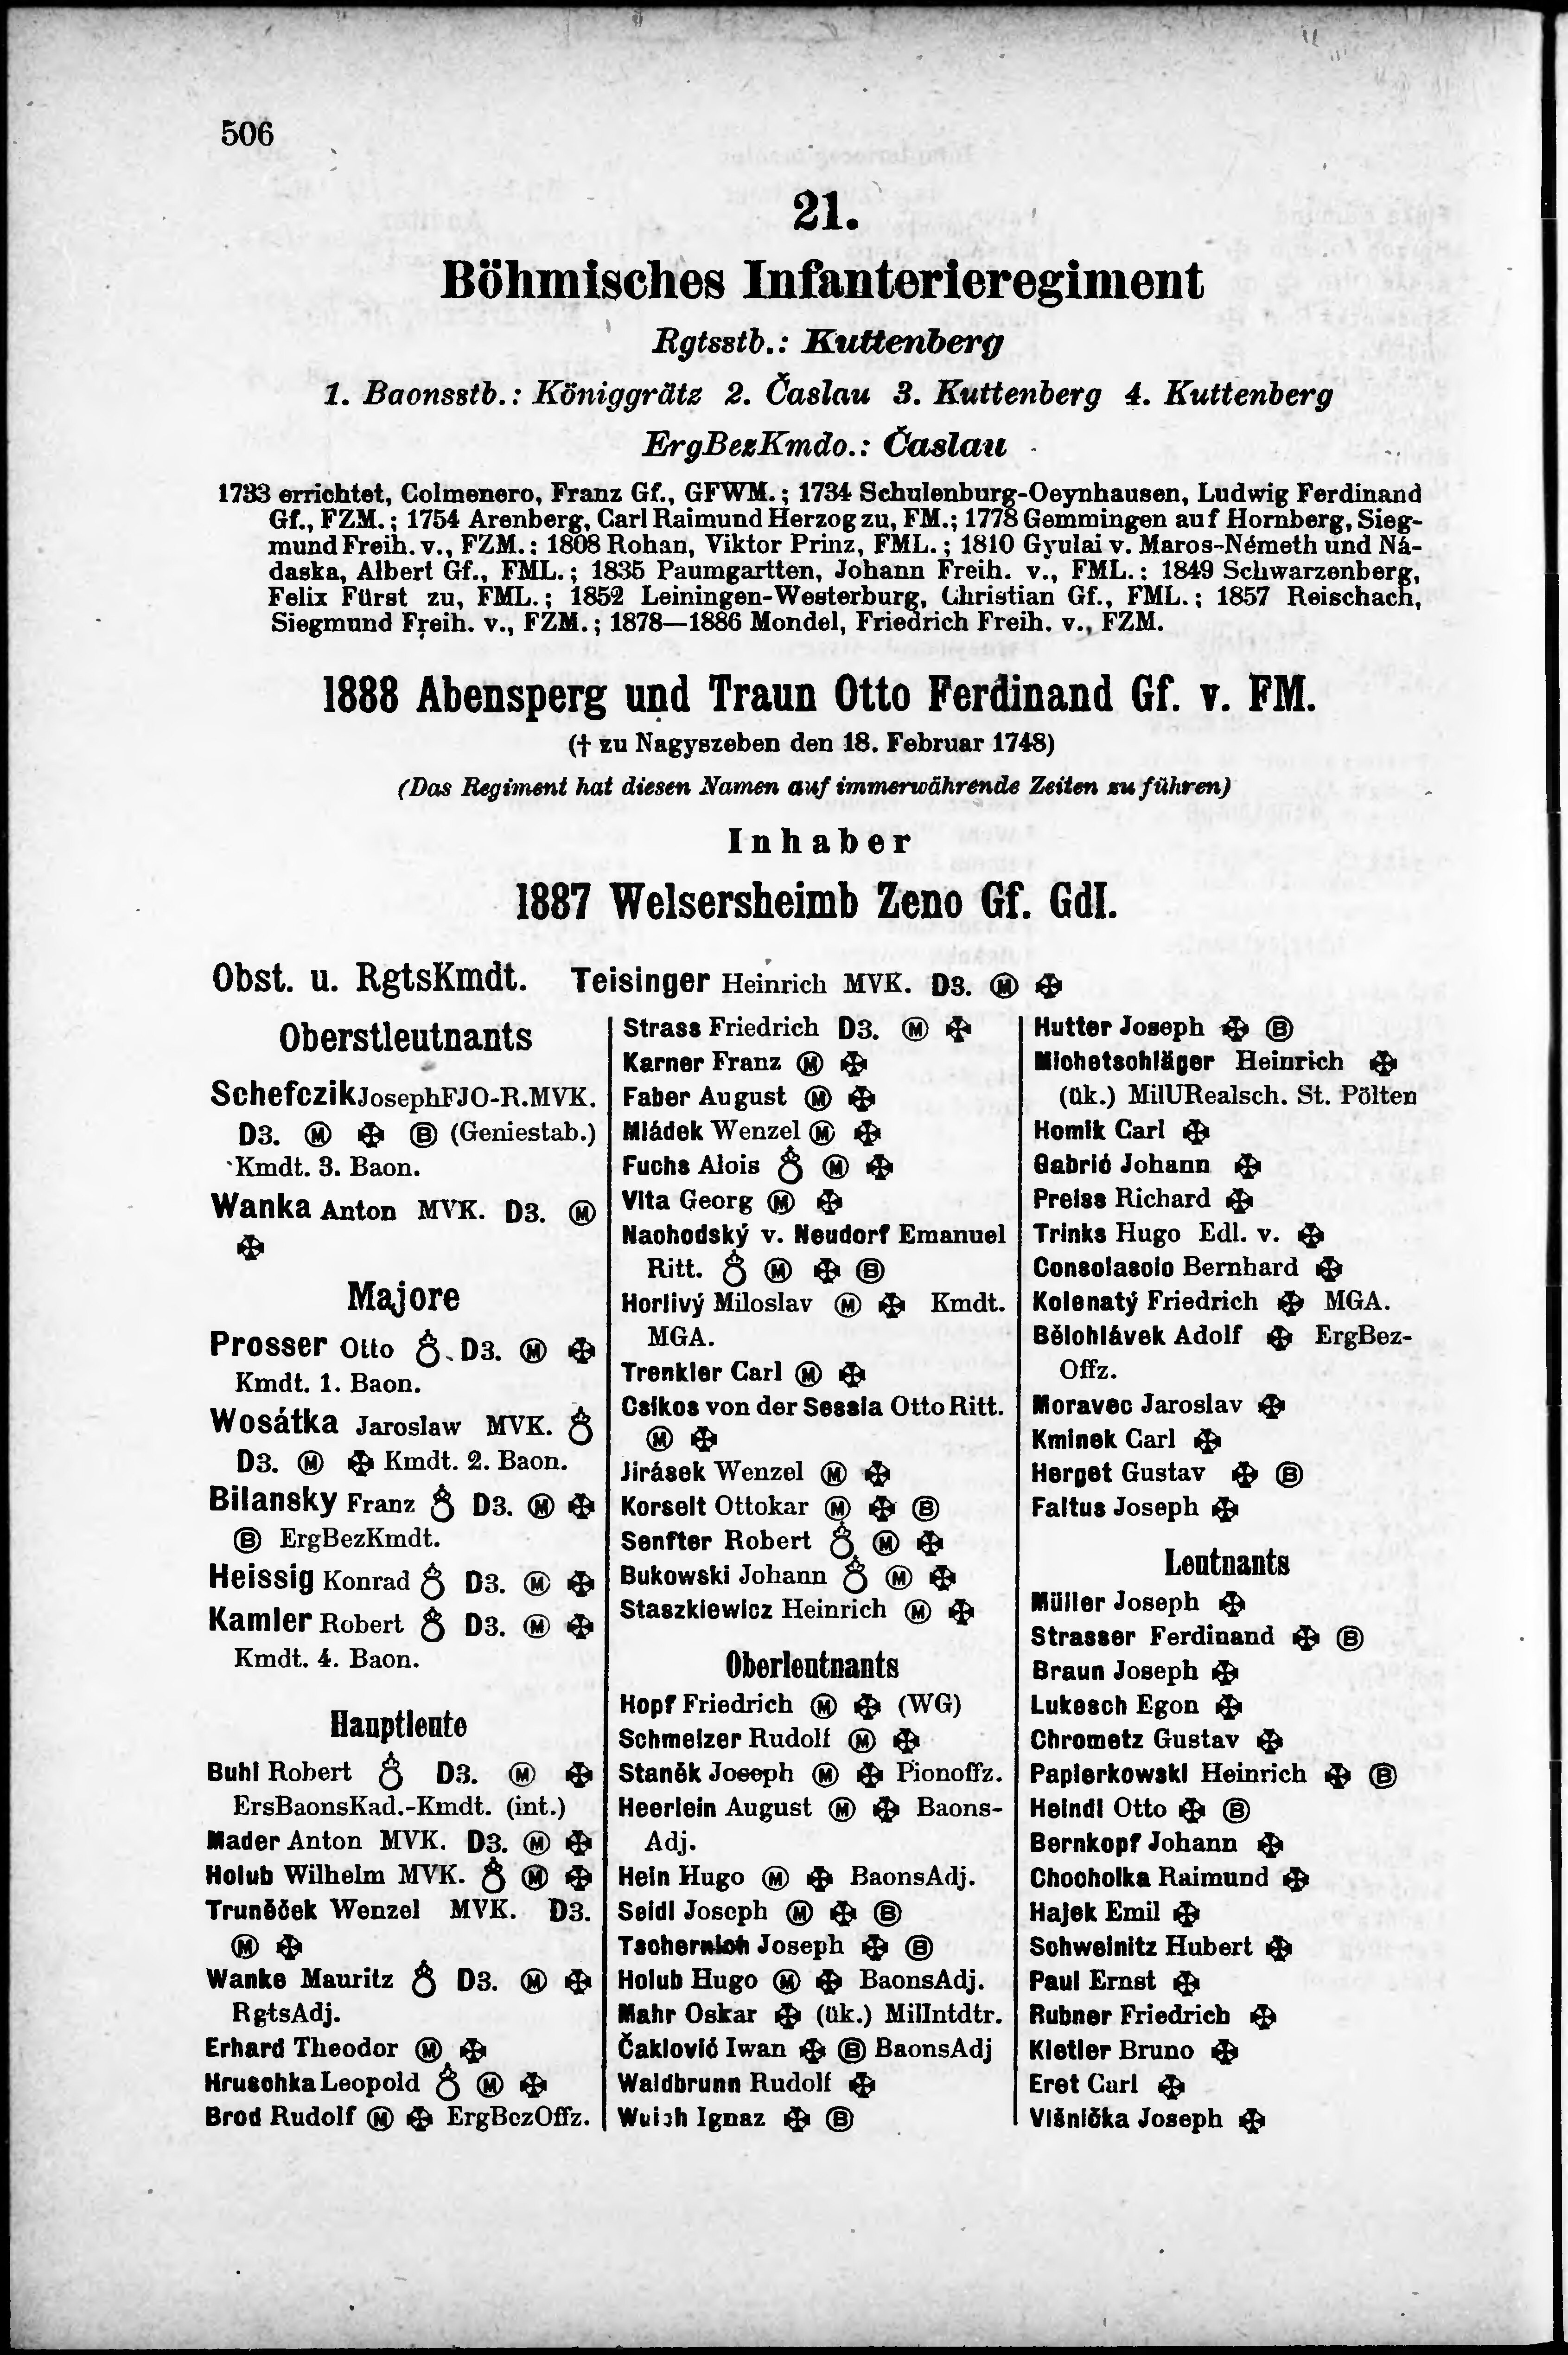 506
21.
Böhmisches Infanterieregiment
Rgtsstb.: Kuttenberg
1. Baonsstb.: Königgrätz 2. Časlau 3. Kuttenberg 4. Kuttenberg
ErgBezKmdo.: Časlau
1733 errichtet, Colmenero, Franz Gf., GFWM.; 1734 Schulenburg-Oeynhausen, Ludwig Ferdinand
Gf., FZM.; 1754 Arenberg, Carl Raimund Herzog zu, FM.; 1778 Gemmingen auf Hornberg, Sieg-
mund Freih. v., FZM.: 1808 Rohan, Viktor Prinz, FML.; 1810 Gyulai v. Maros-Németh und Ná-
daska, Albert Gf., FML.; 1835 Paumgartten, Johann Freih. v., FML.: 1849 Schwarzenberg,
Felix Fürst zu, FML.; 1852 Leiningen-Westerburg, Christian Gf., FML.; 1857 Reischach,
Siegmund Freih. v., FZM.; 1878—1886 Mondel, Friedrich Freih. v., FZM.
1888 Abensperg und Traun Otto Ferdinand Gf. v. FM.
(† zu Nagyszeben den 18. Februar 1748)
(Das Regiment hat diesen Namen auf immerwährende Zeiten zu führen)
Inhaber
1887 Welsersheimb Zeno Gf. GdI.
Obst. u. RgtsKmdt. Teisinger Heinrich MVK. D3. Ⓜ ✠
Oberstleutnants
Schefczik Joseph FJO-R. MVK.
D3. Ⓜ ✠ Ⓑ (Geniestab.)
Kmdt. 3. Baon.
Wanka Anton MVK. D3. Ⓜ
✠
Majore
Prosser Otto D3. Ⓜ ✠
Kmdt. 1. Baon.
Wosátka Jaroslaw MVK.
D3. Ⓜ ✠ Kmdt. 2. Baon.
Bilansky Franz D3. Ⓜ ✠
Ⓑ ErgBezKmdt.
Heissig Konrad D3. Ⓜ ✠
Kamler Robert D3. Ⓜ ✠
Kmdt. 4. Baon.
Hauptleute
Buhl Robert D3. Ⓜ ✠
ErsBaonsKad.-Kmdt. (int.)
Mader Anton MVK. D3. Ⓜ ✠
Holub Wilhelm MVK. Ⓜ ✠
Truněček Wenzel MVK. D3.
Ⓜ ✠
Wanke Mauritz D3. Ⓜ ✠
RgtsAdj.
Erhard Theodor Ⓜ ✠
Hruschka Leopold Ⓜ ✠
Brod Rudolf Ⓜ ✠ ErgBezOffz.
Strass Friedrich D3. Ⓜ ✠
Karner Franz Ⓜ ✠
Faber August Ⓜ ✠
Mládek Wenzel Ⓜ ✠
Fuchs Alois Ⓜ ✠
Vita Georg Ⓜ ✠
Nachodský v. Neudorf Emanuel
Ritt. Ⓜ ✠ Ⓑ
Horlivý Miloslav Ⓜ ✠ Kmdt.
MGA.
Trenkler Carl Ⓜ ✠
Csikos von der Sessia Otto Ritt.
Ⓜ ✠
Jirásek Wenzel Ⓜ ✠
Korselt Ottokar Ⓜ ✠ Ⓑ
Senfter Robert Ⓜ ✠
Bukowski Johann Ⓜ ✠
Staszkiewicz Heinrich Ⓜ ✠
Oberleutnants
Hopf Friedrich Ⓜ ✠ (WG)
Schmelzer Rudolf Ⓜ ✠
Staněk Joseph Ⓜ ✠ Pionoffz.
Heerlein August Ⓜ ✠ Baons-
Adj.
Hein Hugo Ⓜ ✠ BaonsAdj.
Seidl Joseph Ⓜ ✠ Ⓑ
Tschernich Joseph ✠ Ⓑ
Holub Hugo Ⓜ ✠ BaonsAdj.
Mahr Oskar ✠ (ük.) MilIntdtr.
Čaklović Iwan ✠ Ⓑ BaonsAdj
Waldbrunn Rudolf ✠
Ignaz ✠ Ⓑ
Hutter Joseph ✠ Ⓑ
Michetschläger Heinrich ✠
(ük.) MilURealsch. St. Pölten
Homik Carl ✠
Gabrić Johann ✠
Preiss Richard ✠
Trinks Hugo Edl. v. ✠
Consolascio Bernhard ✠
Kolenatý Friedrich ✠ MGA.
Bělohlávek Adolf ✠ ErgBez-
Offz.
Moravec Jaroslav ✠
Kminek Carl ✠
Herget Gustav ✠ Ⓑ
Faltus Joseph ✠
Leutnants
Müller Joseph ✠
Strasser Ferdinand ✠ Ⓑ
Braun Joseph ✠
Lukesch Egon ✠
Chrometz Gustav ✠
Papierkowski Heinrich ✠ Ⓑ
Heindl Otto ✠ Ⓑ
Bernkopf Johann ✠
Chocholka Raimund ✠
Hajek Emil ✠
Schweinitz Hubert ✠
Paul Ernst ✠
Rubner Friedrich ✠
Kletler Bruno ✠
Eret Carl ✠
Višnička Joseph ✠